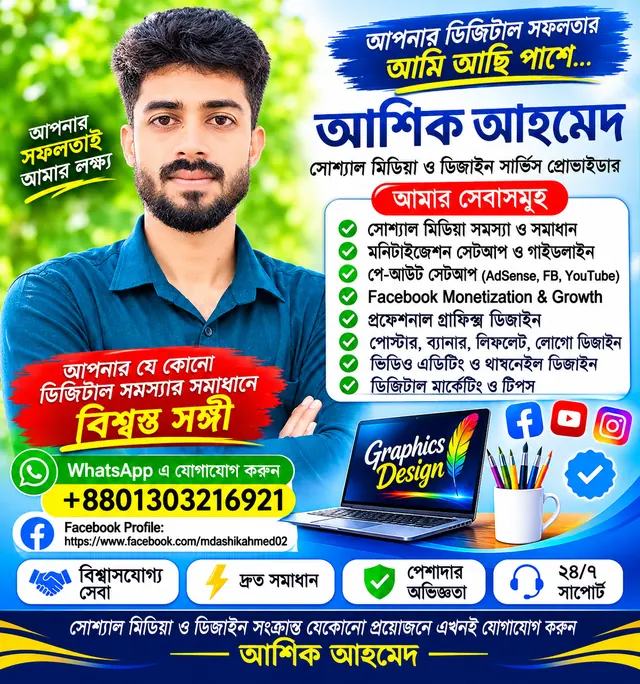 আপনার ডিজিটাল সফলতার
আমি আছি পাশে...
আপনার
সফলতাই
আমার লক্ষ্য
আশিক আহমেদ
সোশ্যাল মিডিয়া ও ডিজাইন সার্ভিস প্রোভাইডার
আমার সেবাসমূহ
সোশ্যাল মিডিয়া সমস্যা ও সমাধান
মনিটাইজেশন সেটআপ ও গাইডলাইন
পে-আউট সেটআপ (AdSense, FB, YouTube)
Facebook Monetization & Growth
প্রফেশনাল গ্রাফিক্স ডিজাইন
পোস্টার, ব্যানার, লিফলেট, লোগো ডিজাইন
ভিডিও এডিটিং ও থাম্বনেইল ডিজাইন
ডিজিটাল মার্কেটিং ও টিপস
আপনার যে কোনো
ডিজিটাল সমস্যার সমাধানে
বিশ্বস্ত সঙ্গী
WhatsApp এ যোগাযোগ করুন
+8801303216921
Facebook Profile:
https://www.facebook.com/mdashikahmed02
Graphics
Design
বিশ্বাসযোগ্য
সেবা
দ্রুত সমাধান
পেশাদার
অভিজ্ঞতা
২৪/৭
সাপোর্ট
সোশ্যাল মিডিয়া ও ডিজাইন সংক্রান্ত যেকোনো প্রয়োজনে এখনই যোগাযোগ করুন
আশিক আহমেদ